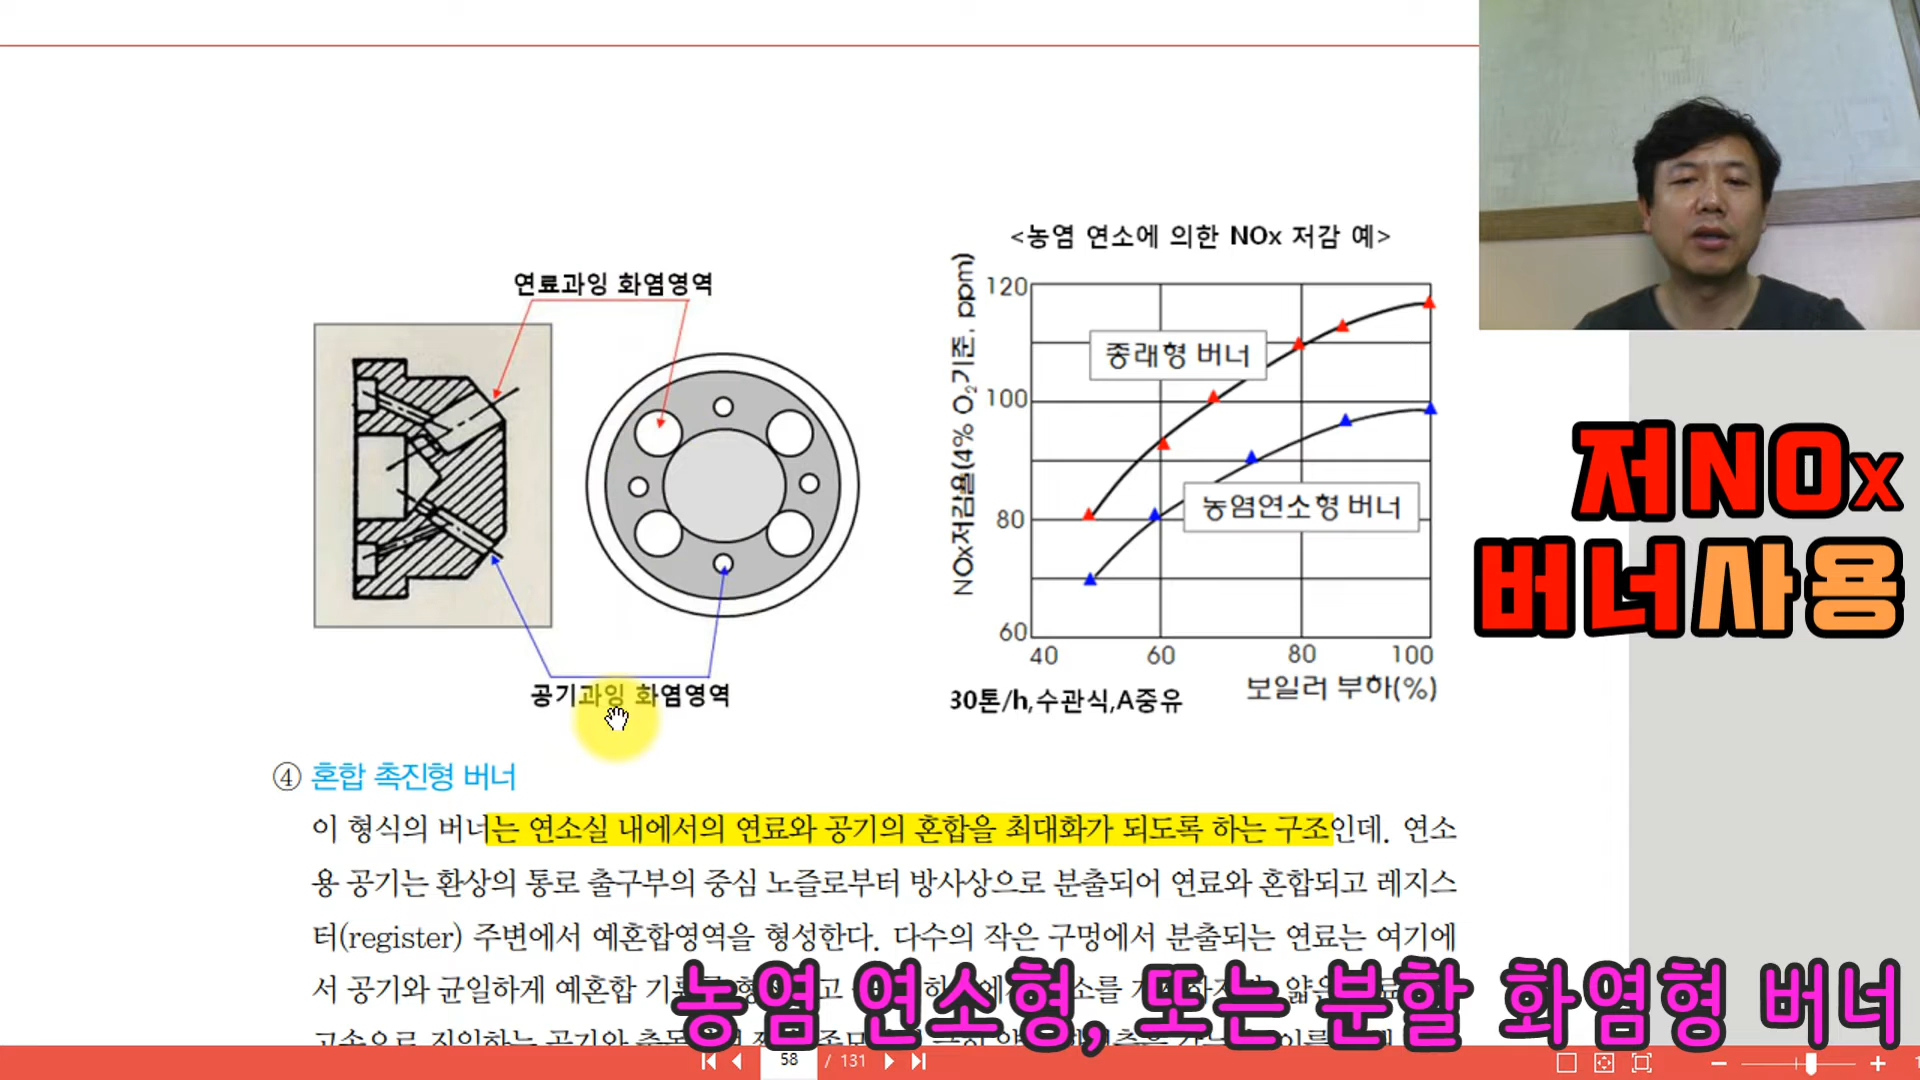 <농염 연소에 의한 NOx 저감 예>
연료과잉 화염영역
공기과잉 화염영역
NOx저감율(4% O₂기준, ppm)
120
100
80
60
종래형 버너
농염연소형 버너
40 60 80 100
보일러 부하(%)
30톤/h,수관식,A중유
저NOx
버너사용
④ 혼합 촉진형 버너
이 형식의 버너는 연소실 내에서의 연료와 공기의 혼합을 최대화가 되도록 하는 구조인데. 연소
용 공기는 환상의 통로 출구부의 중심 노즐로부터 방사상으로 분출되어 연료와 혼합되고 레지스
터(register) 주변에서 예혼합영역을 형성한다. 다수의 작은 구멍에서 분출되는 연료는 여기에
서 공기와 균일하게 예혼합
고속으로 직입하는 공기와
농염 연소형, 또는 분할 화염형 버너
58 / 131